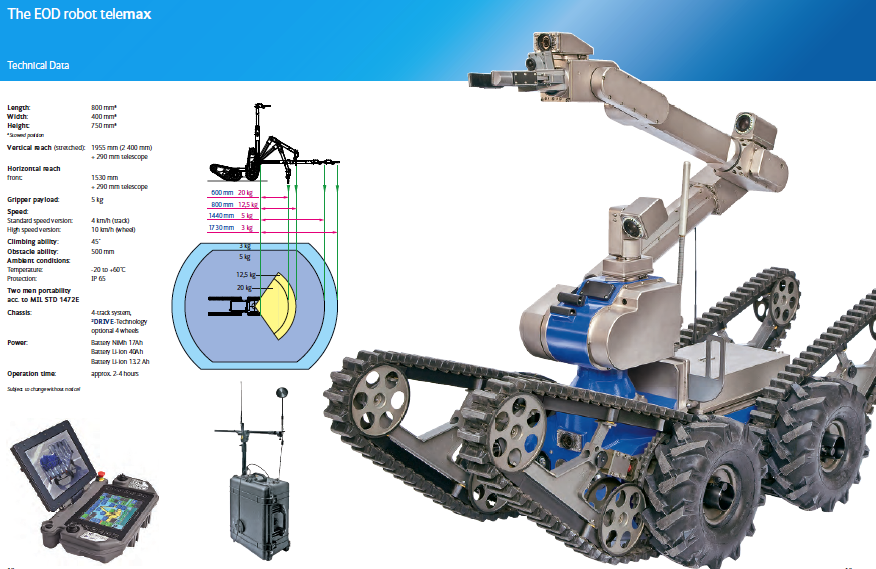 The EOD robot telemax
Technical Data
Length: 800 mm*
Width: 400 mm*
Height: 750 mm*
*Stowed position
Vertical reach (stretched): 1955 mm (2 400 mm)
+ 290 mm telescope
Horizontal reach
front: 1530 mm
+ 290 mm telescope
Gripper payload: 5 kg
Speed:
Standard speed version: 4 km/h (track)
High speed version: 10 km/h (wheel)
Climbing ability: 45°
Obstacle ability: 500 mm
Ambient conditions:
Temperature: -20 to +60°C
Protection: IP 65
Two men portability
acc. to MIL STD 1472E
Chassis: 4-track system,
-Technology
optional 4 wheels
Power: Battery NiMh 17Ah
Battery Li-ion 40Ah
Battery Li-ion 13.2 Ah
Operation time: approx. 2-4 hours
Subject to change without notice!
600 mm 20 kg
800 mm 12,5 kg
1440 mm 5 kg
1730 mm 3 kg
3 kg
5 kg
12,5 kg
20 kg